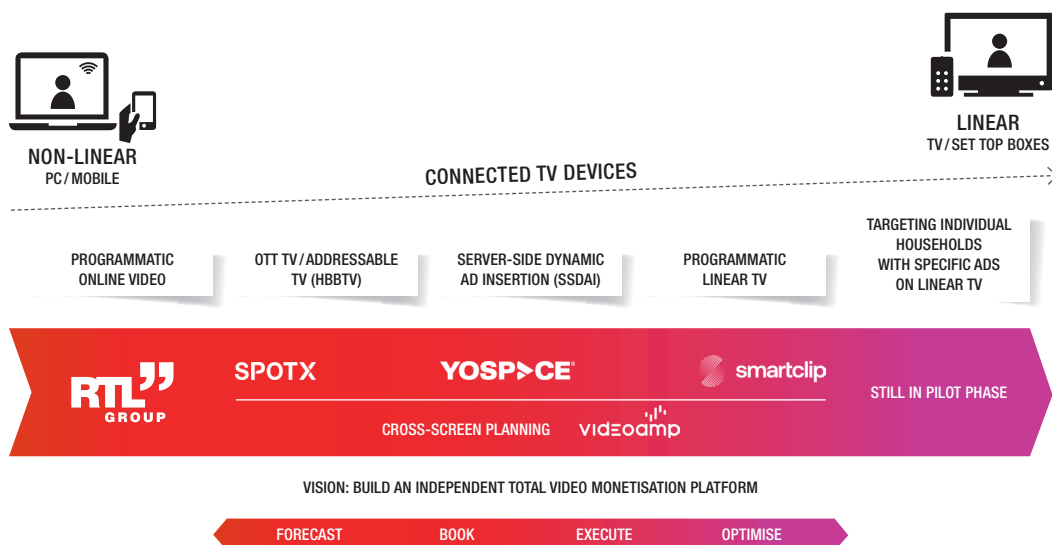 NON-LINEAR
PC / MOBILE
LINEAR
TV / SET TOP BOXES
CONNECTED TV DEVICES
PROGRAMMATIC
ONLINE VIDEO
OTT TV / ADDRESSABLE
TV (HBBTV)
SERVER-SIDE DYNAMIC
AD INSERTION (SSDAI)
PROGRAMMATIC
LINEAR TV
TARGETING INDIVIDUAL
HOUSEHOLDS
WITH SPECIFIC ADS
ON LINEAR TV
RTL
GROUP
SPOTX
YOSPACE®
smartclip
CROSS-SCREEN PLANNING
videoamp
STILL IN PILOT PHASE
VISION: BUILD AN INDEPENDENT TOTAL VIDEO MONETISATION PLATFORM
FORECAST
BOOK
EXECUTE
OPTIMISE